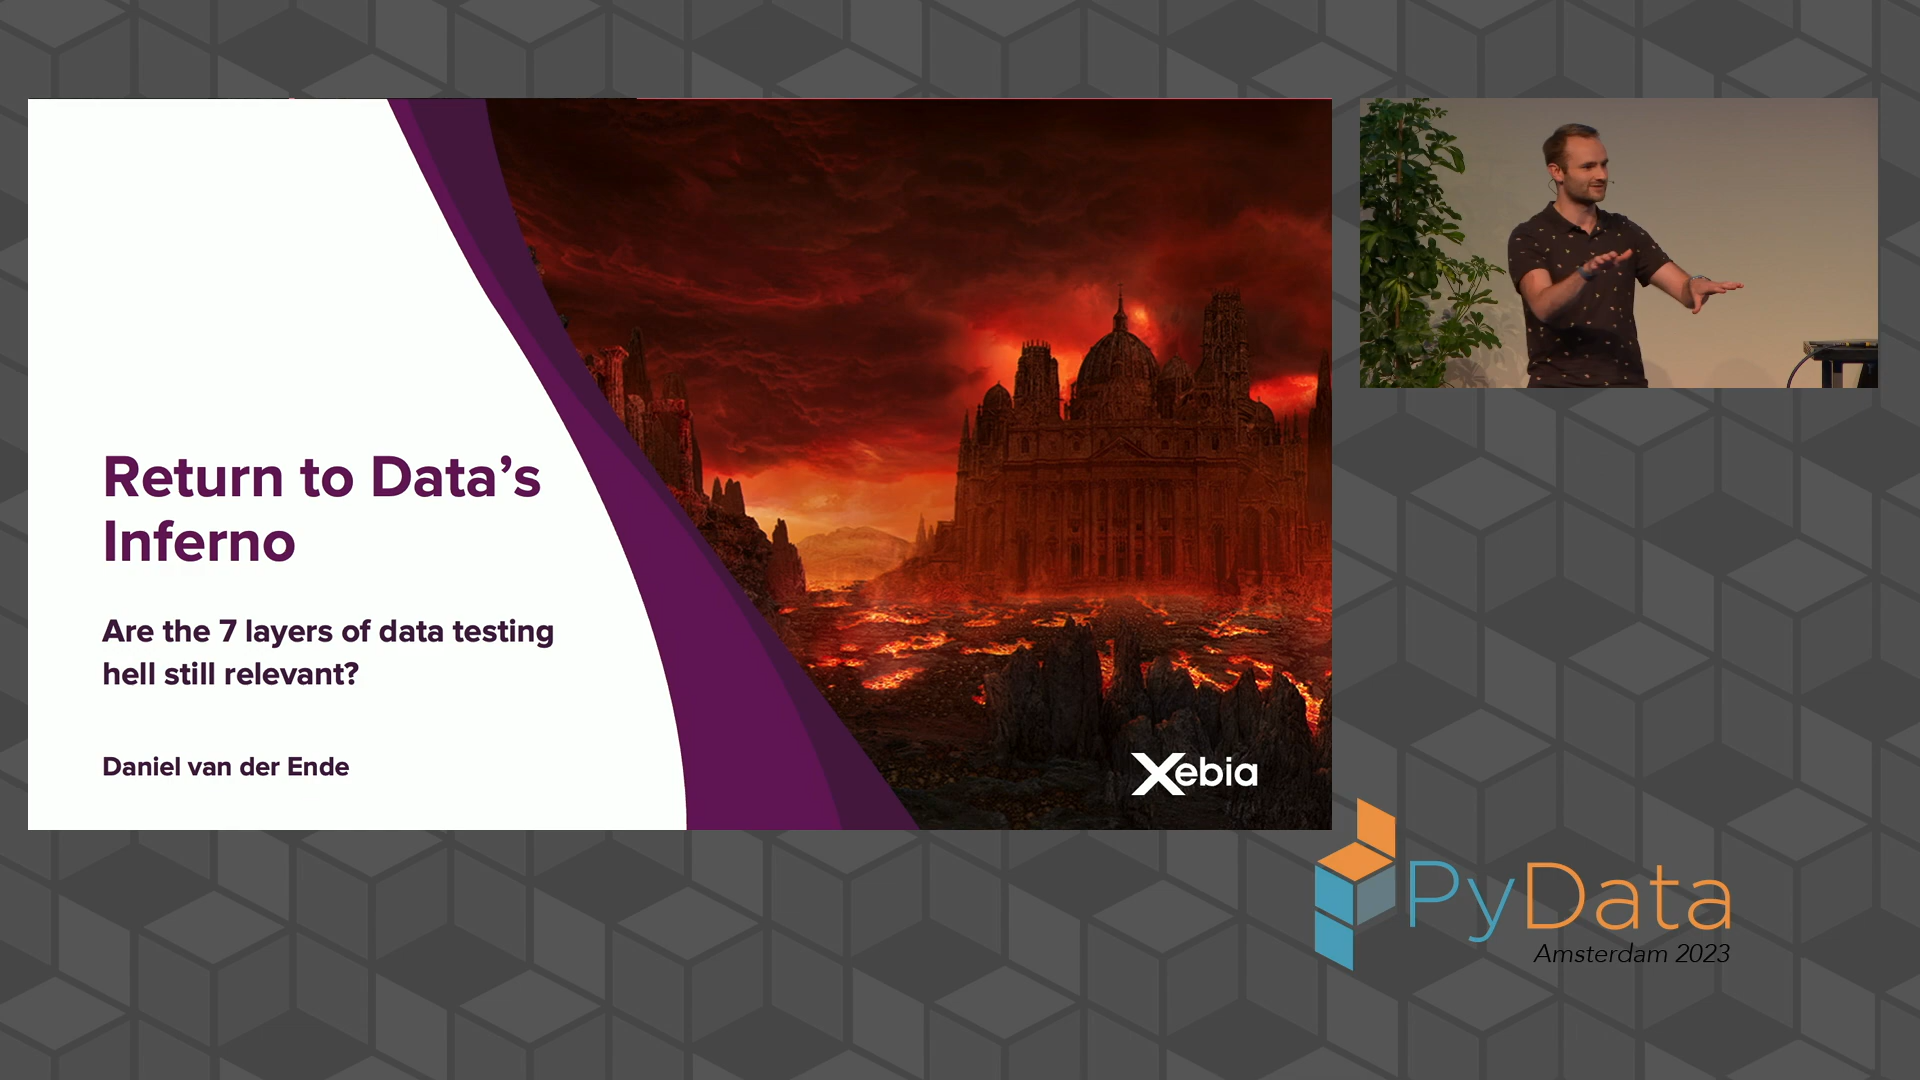 Return to Data’s
Inferno
Are the 7 layers of data testing
hell still relevant?
Daniel van der Ende
Xebia
PyData
Amsterdam 2023